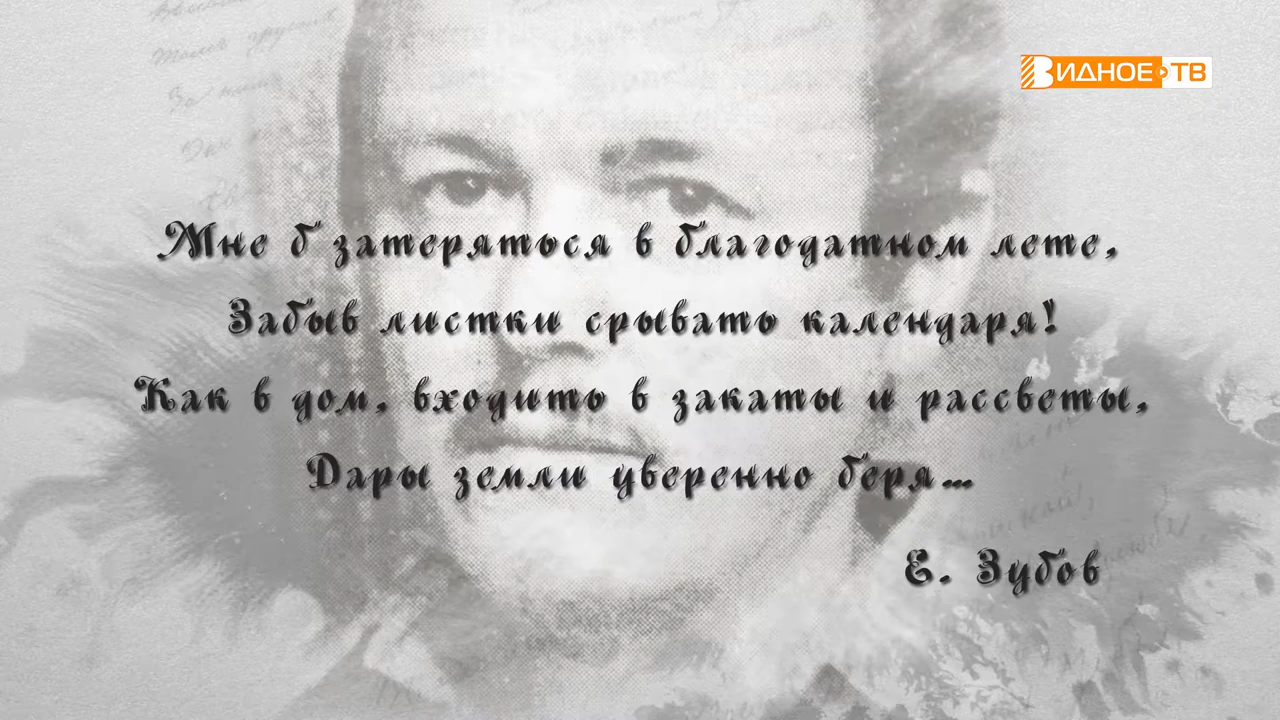 ВИДНОЕ ТВ
Мне б затеряться в благодатном лете,
Забыв листки срывать календаря!
Как в дом, входить в закаты и рассветы,
Дары земли уверенно беря...
Е. Зубов